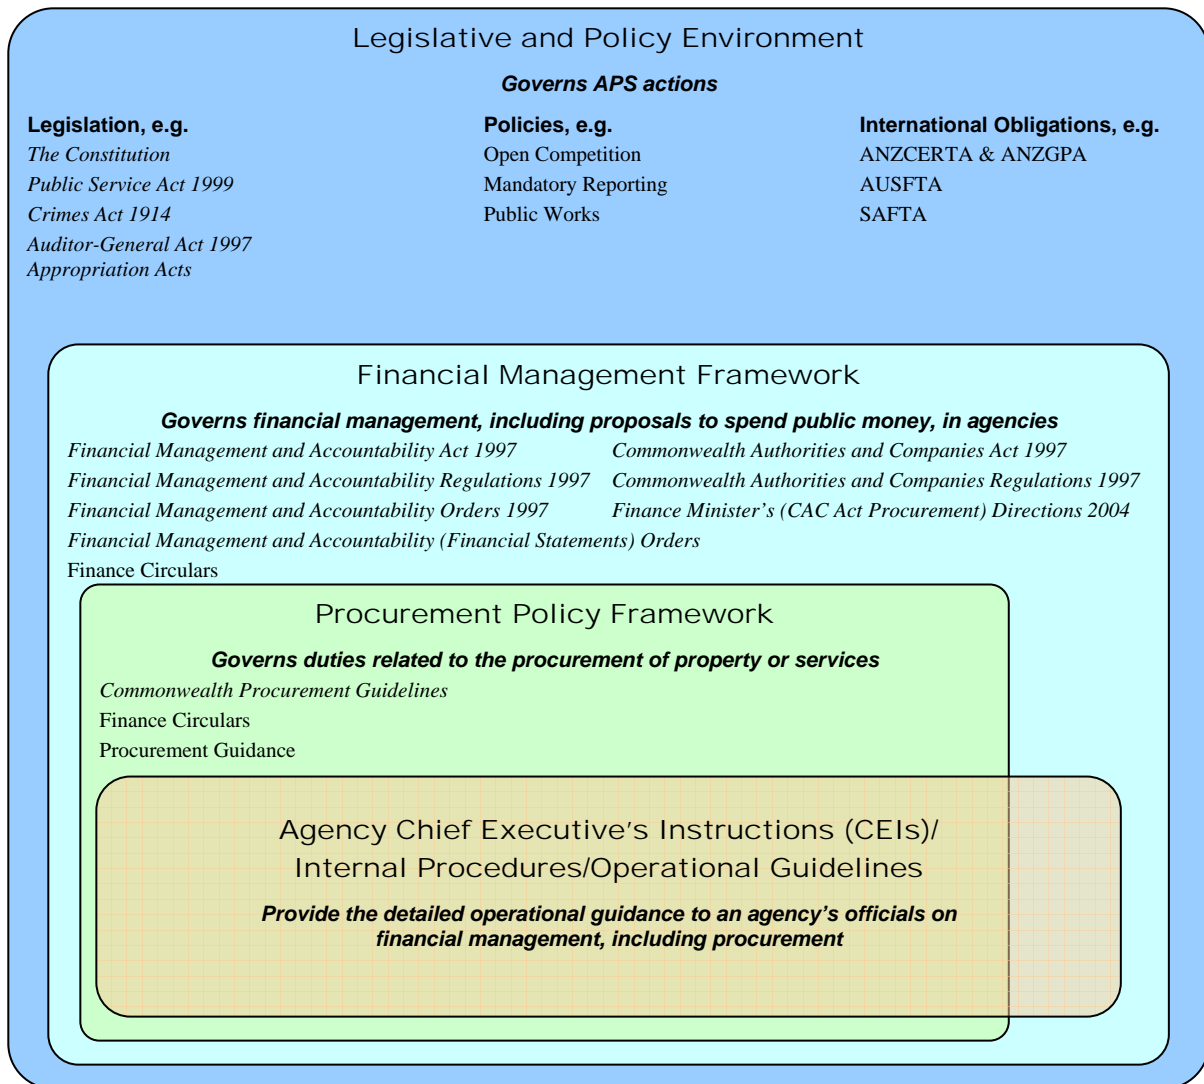 Legislative and Policy Environment
Governs APS actions
Legislation, e.g.
The Constitution
Public Service Act 1999
Crimes Act 1914
Auditor-General Act 1997
Appropriation Acts
Policies, e.g.
Open Competition
Mandatory Reporting
Public Works
International Obligations, e.g.
ANZCERTA & ANZGPA
AUSFTA
SAFTA
Financial Management Framework
Governs financial management, including proposals to spend public money, in agencies
Financial Management and Accountability Act 1997
Financial Management and Accountability Regulations 1997
Financial Management and Accountability Orders 1997
Financial Management and Accountability (Financial Statements) Orders
Finance Circulars
Commonwealth Authorities and Companies Act 1997
Commonwealth Authorities and Companies Regulations 1997
Finance Minister's (CAC Act Procurement) Directions 2004
Procurement Policy Framework
Governs duties related to the procurement of property or services
Commonwealth Procurement Guidelines
Finance Circulars
Procurement Guidance
Agency Chief Executive's Instructions (CEIs)/
Internal Procedures/Operational Guidelines
Provide the detailed operational guidance to an agency's officials on
financial management, including procurement